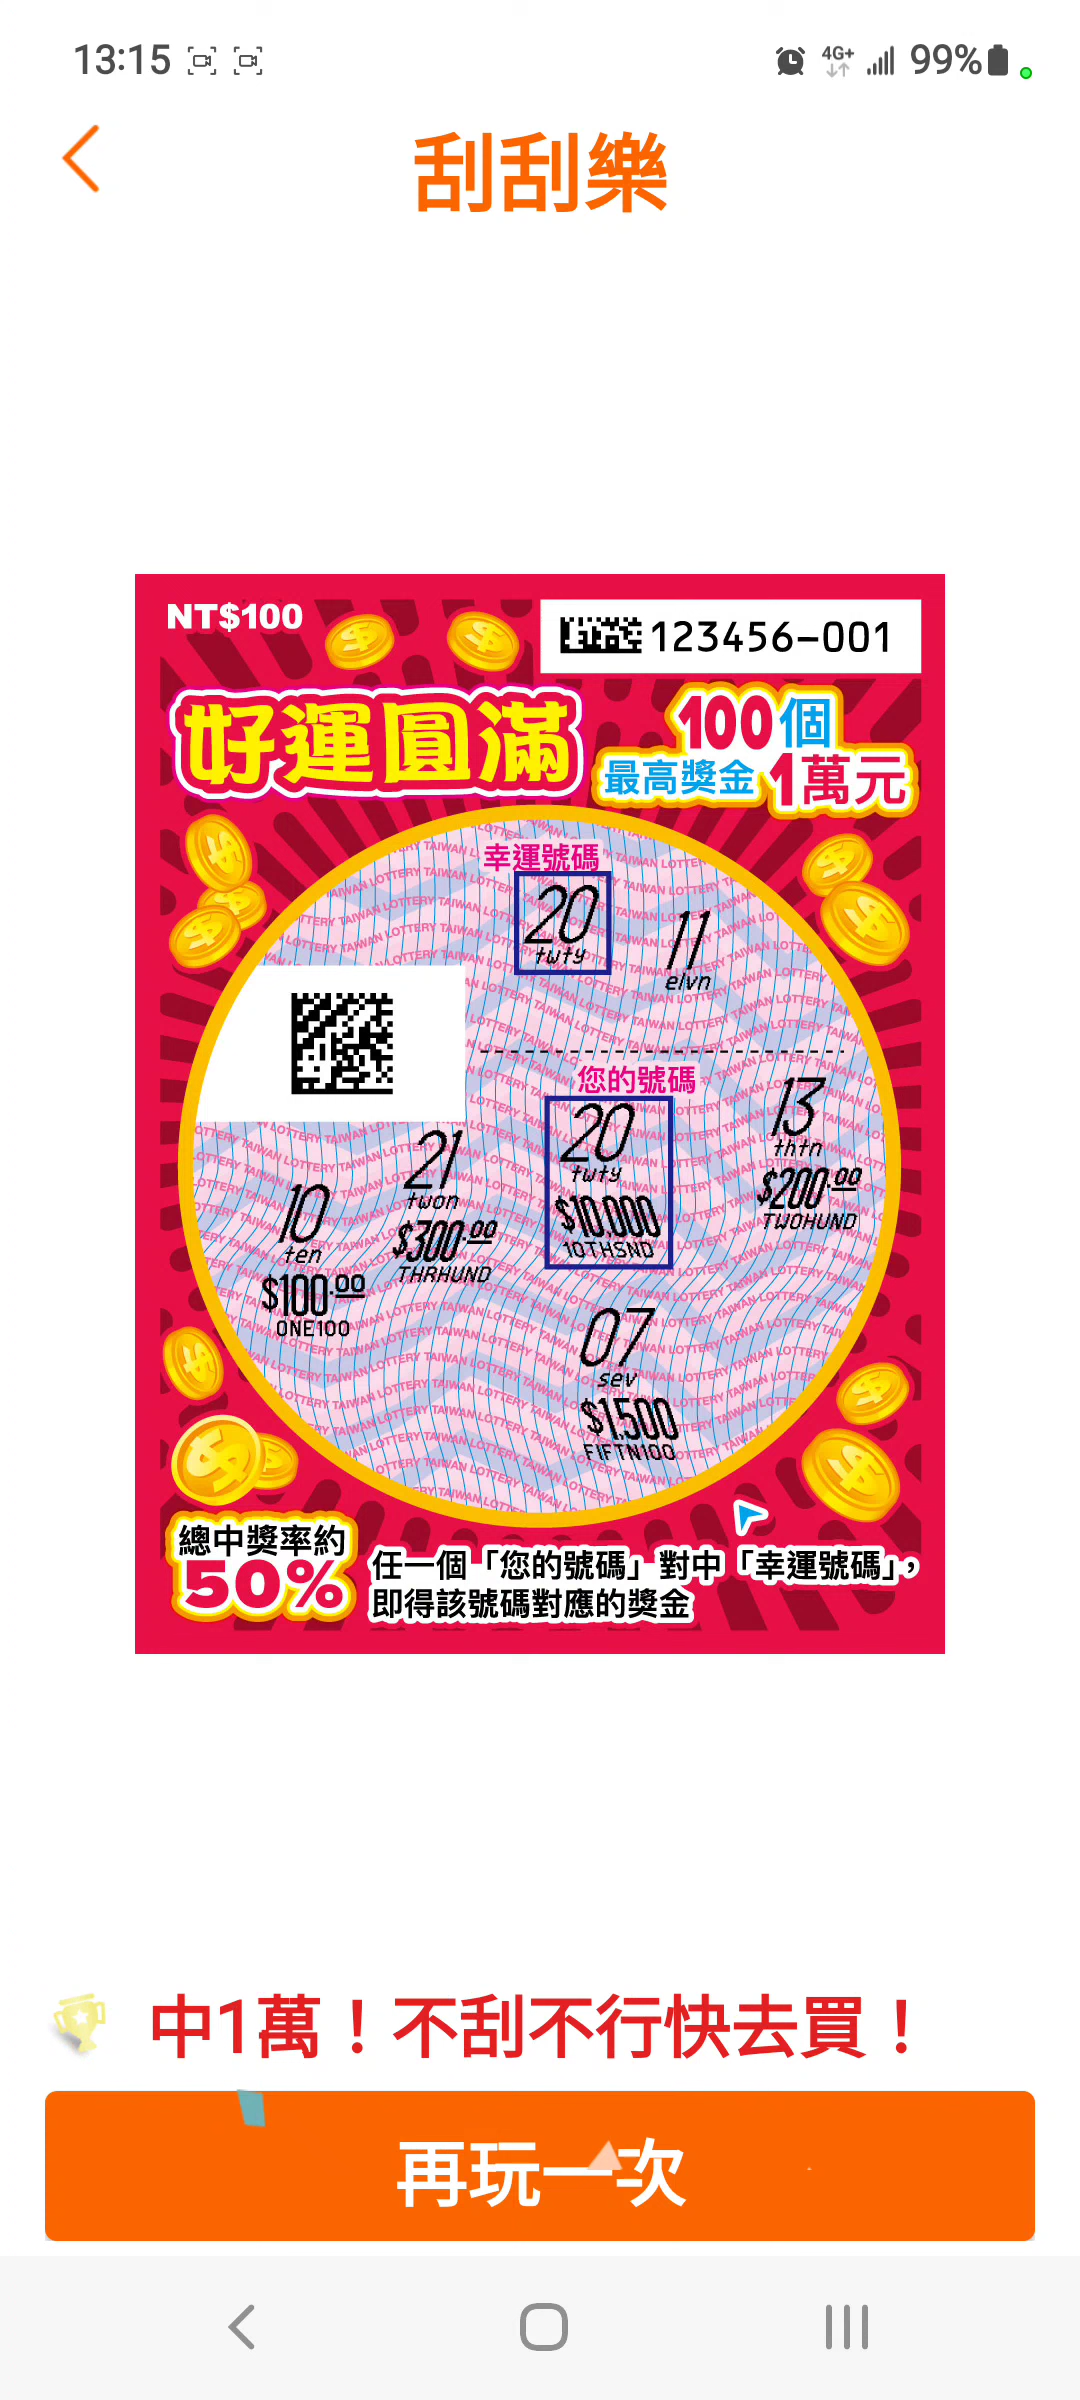 13:15 4G+ 99%
刮刮樂
NT$100
123456-001
好運圓滿
100個
最高獎金 1萬元
幸運號碼
20
twty
11
elvn
您的號碼
20
twty
$10,000
10THSND
13
thtn
$200.00
TWOHUND
21
twon
$300.00
THRHUND
10
ten
$100.00
ONE100
07
sev
$1,500
FIFTN100
總中獎率約
50%
任一個「您的號碼」對中「幸運號碼」,
即得該號碼對應的獎金
中1萬！不刮不行快去買！
再玩一次